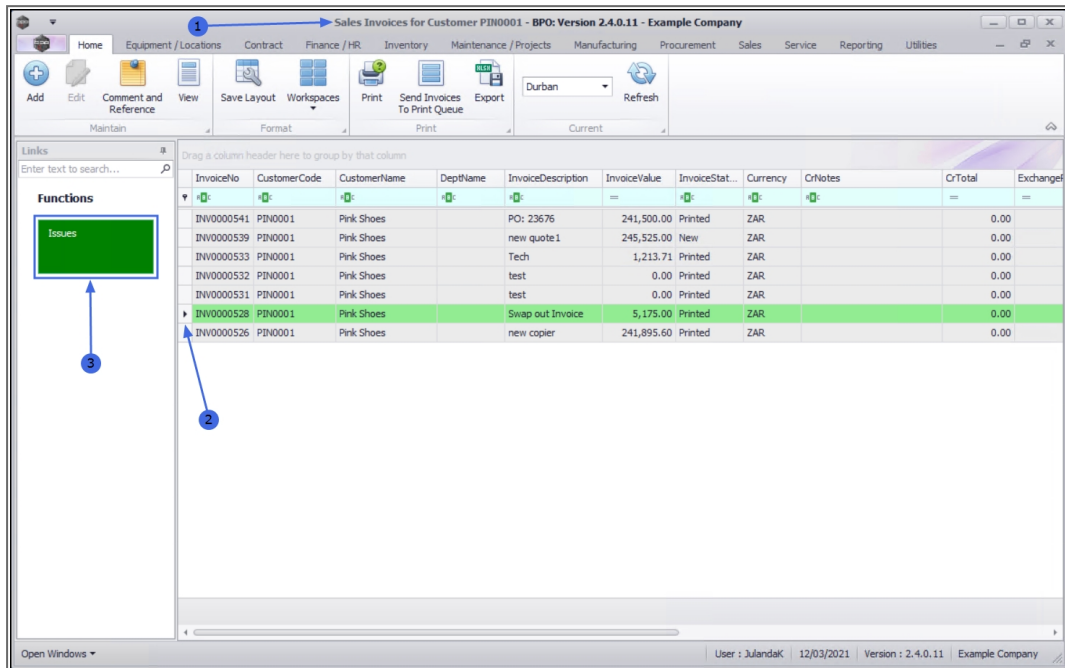 Sales Invoices for Customer PIN0001 - BPO: Version 2.4.0.11 - Example Company
1
Home Equipment / Locations Contract Finance / HR Inventory Maintenance / Projects Manufacturing Procurement Sales Service Reporting Utilities
Add Edit Comment and Reference View Save Layout Workspaces Print Send Invoices To Print Queue Export Durban Refresh
Maintain Format Print Current
Links
Enter text to search...
Functions
Issues
3
Drag a column header here to group by that column
InvoiceNo CustomerCode CustomerName DeptName InvoiceDescription InvoiceValue InvoiceStat... Currency CrNotes CrTotal ExchangeR
INV0000541 PIN0001 Pink Shoes PO: 23676 241,500.00 Printed ZAR 0.00
INV0000539 PIN0001 Pink Shoes new quote1 245,525.00 New ZAR 0.00
INV0000533 PIN0001 Pink Shoes Tech 1,213.71 Printed ZAR 0.00
INV0000532 PIN0001 Pink Shoes test 0.00 Printed ZAR 0.00
INV0000531 PIN0001 Pink Shoes test 0.00 Printed ZAR 0.00
INV0000528 PIN0001 Pink Shoes Swap out Invoice 5,175.00 Printed ZAR 0.00
INV0000526 PIN0001 Pink Shoes new copier 241,895.60 Printed ZAR 0.00
2
Open Windows User : JulandaK 12/03/2021 Version : 2.4.0.11 Example Company